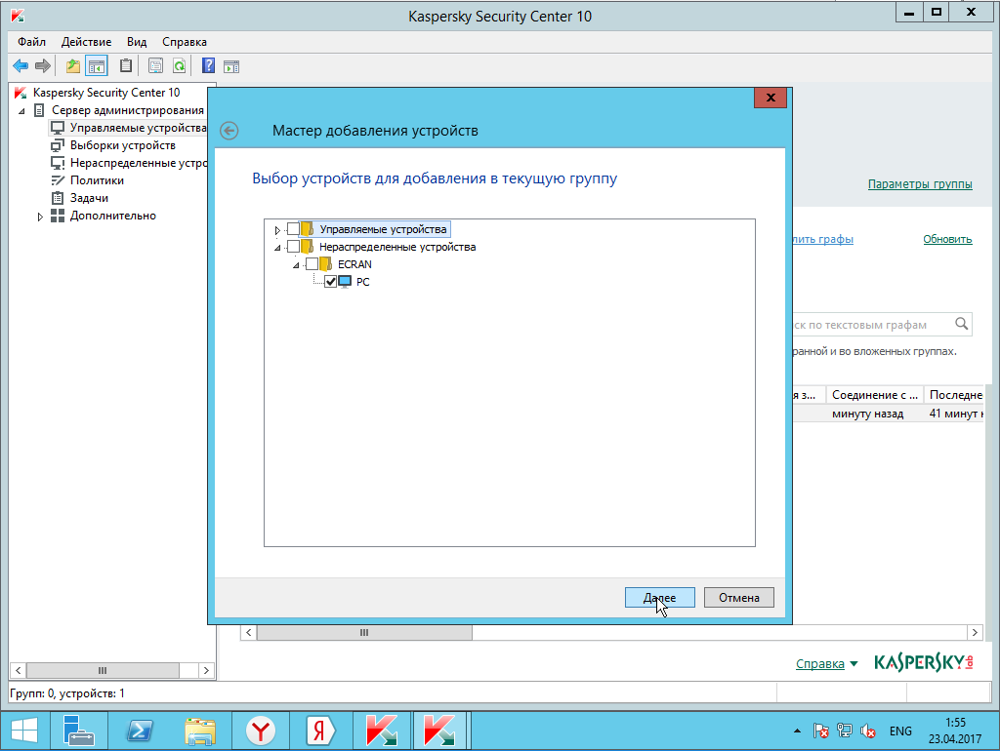 Kaspersky Security Center 10
Файл Действие Вид Справка
Kaspersky Security Center 10
Сервер администрирования
Управляемые устройства
Выборки устройств
Нераспределенные устро
Политики
Задачи
Дополнительно
Мастер добавления устройств
Выбор устройств для добавления в текущую группу
Управляемые устройства
Нераспределенные устройства
ECRAN
PC
Далее Отмена
Параметры группы
лить графы Обновить
ск по текстовым графам
ранной и во вложенных группах.
я з... Соединение с ... Последне
минуту назад 41 минут н
Справка KASPERSKY lab
Групп: 0, устройств: 1
ENG 1:55
23.04.2017